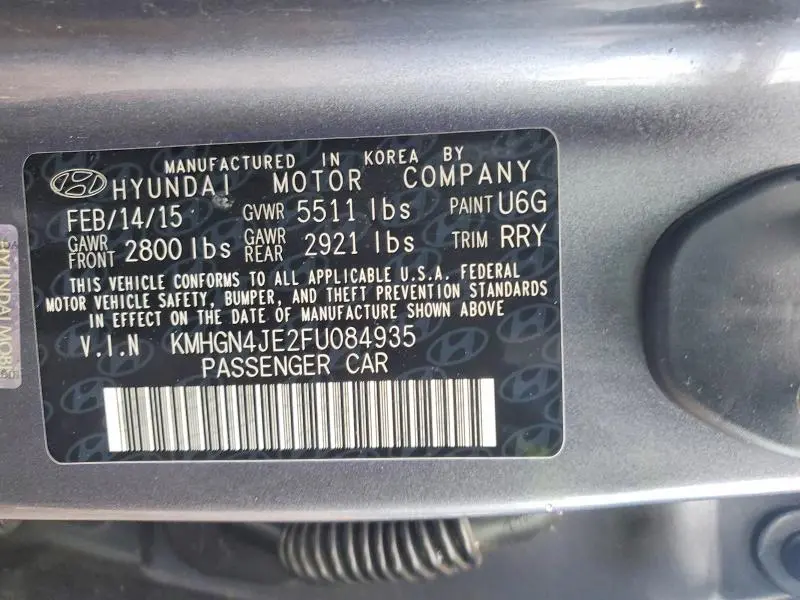 MANUFACTURED IN KOREA BY
HYUNDAI MOTOR COMPANY
FEB/14/15 GVWR 5511 lbs PAINT U6G
GAWR FRONT 2800 lbs GAWR REAR 2921 lbs TRIM RRY
THIS VEHICLE CONFORMS TO ALL APPLICABLE U.S.A. FEDERAL
MOTOR VEHICLE SAFETY, BUMPER, AND THEFT PREVENTION STANDARDS
IN EFFECT ON THE DATE OF MANUFACTURE SHOWN ABOVE
V.I.N KMHGN4JE2FU084935
PASSENGER CAR
HYUNDAI